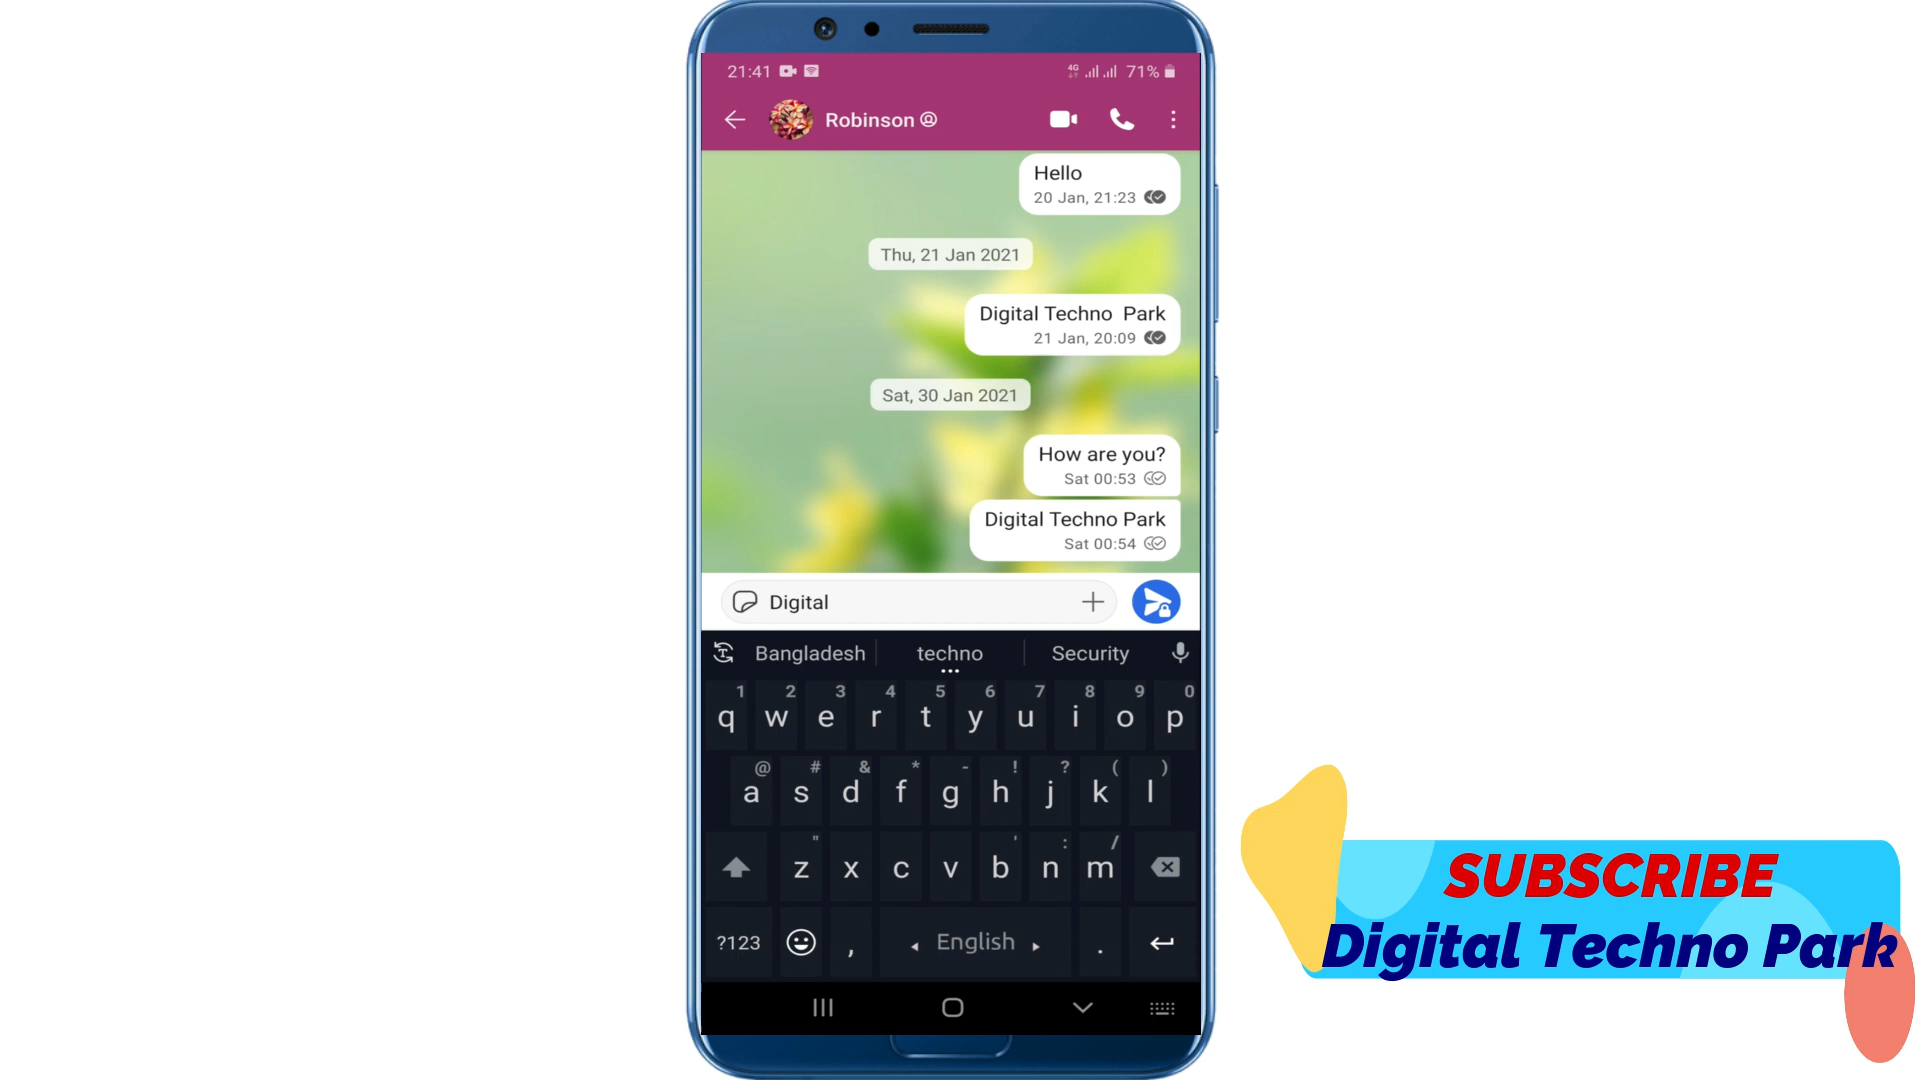 21:41 4G 71%
Robinson
Hello
20 Jan, 21:23
Thu, 21 Jan 2021
Digital Techno  Park
21 Jan, 20:09
Sat, 30 Jan 2021
How are you?
Sat 00:53
Digital Techno Park
Sat 00:54
Digital
Bangladesh techno Security
1 2 3 4 5 6 7 8 9 0
q w e r t y u i o p
@ # & * - ! ? ( )
a s d f g h j k l
" ' : /
z x c v b n m
?123 , English .
SUBSCRIBE
Digital Techno Park